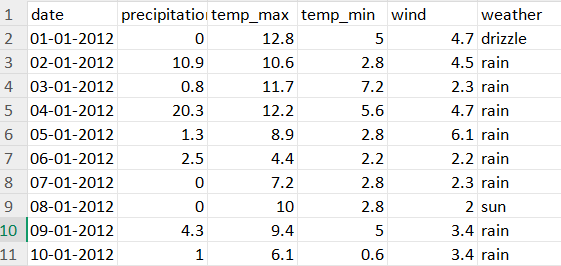 1 date precipitation temp_max temp_min wind weather
2 01-01-2012 0 12.8 5 4.7 drizzle
3 02-01-2012 10.9 10.6 2.8 4.5 rain
4 03-01-2012 0.8 11.7 7.2 2.3 rain
5 04-01-2012 20.3 12.2 5.6 4.7 rain
6 05-01-2012 1.3 8.9 2.8 6.1 rain
7 06-01-2012 2.5 4.4 2.2 2.2 rain
8 07-01-2012 0 7.2 2.8 2.3 rain
9 08-01-2012 0 10 2.8 2 sun
10 09-01-2012 4.3 9.4 5 3.4 rain
11 10-01-2012 1 6.1 0.6 3.4 rain